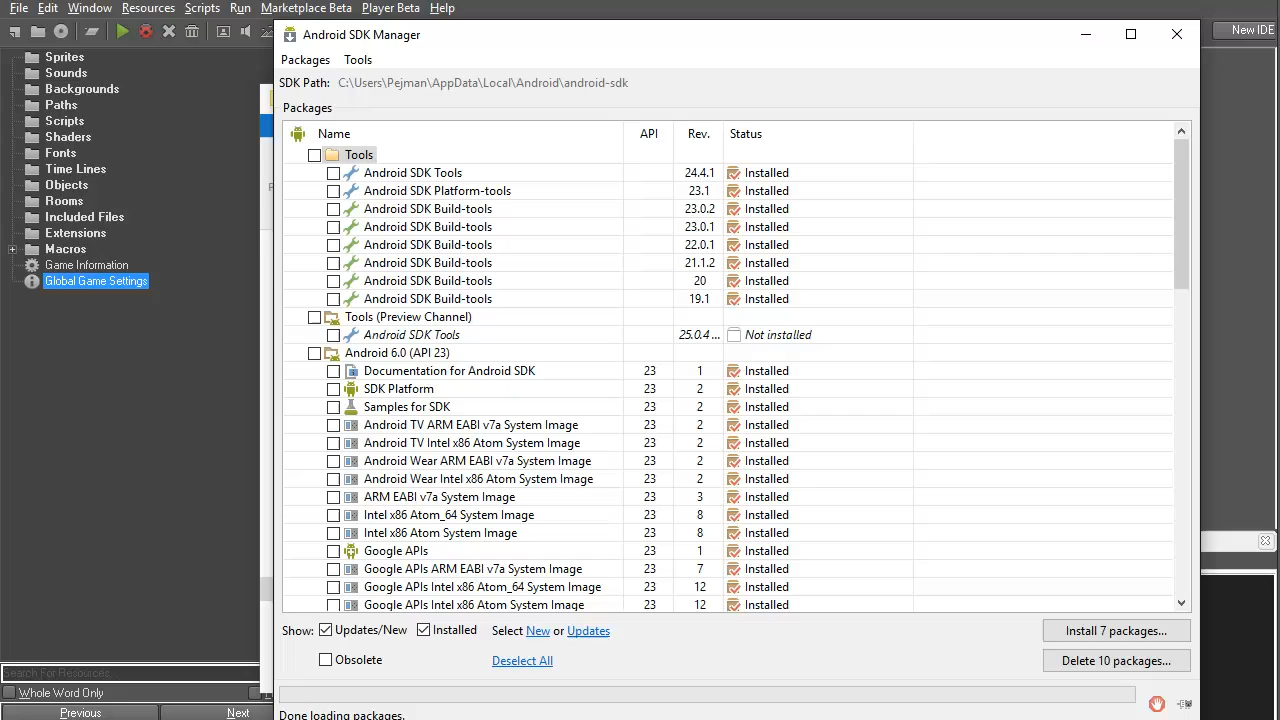 File Edit Window Resources Scripts Run Marketplace Beta Player Beta Help
New IDE
Sprites
Sounds
Backgrounds
Paths
Scripts
Shaders
Fonts
Time Lines
Objects
Rooms
Included Files
Extensions
Macros
Game Information
Global Game Settings
Search For Resources
Whole Word Only
Previous Next
Android SDK Manager
Packages Tools
SDK Path: C:\Users\Pejman\AppData\Local\Android\android-sdk
Packages
Name API Rev. Status
Tools
Android SDK Tools 24.4.1 Installed
Android SDK Platform-tools 23.1 Installed
Android SDK Build-tools 23.0.2 Installed
Android SDK Build-tools 23.0.1 Installed
Android SDK Build-tools 22.0.1 Installed
Android SDK Build-tools 21.1.2 Installed
Android SDK Build-tools 20 Installed
Android SDK Build-tools 19.1 Installed
Tools (Preview Channel)
Android SDK Tools 25.0.4 ... Not installed
Android 6.0 (API 23)
Documentation for Android SDK 23 1 Installed
SDK Platform 23 2 Installed
Samples for SDK 23 2 Installed
Android TV ARM EABI v7a System Image 23 2 Installed
Android TV Intel x86 Atom System Image 23 2 Installed
Android Wear ARM EABI v7a System Image 23 2 Installed
Android Wear Intel x86 Atom System Image 23 2 Installed
ARM EABI v7a System Image 23 3 Installed
Intel x86 Atom_64 System Image 23 8 Installed
Intel x86 Atom System Image 23 8 Installed
Google APIs 23 1 Installed
Google APIs ARM EABI v7a System Image 23 7 Installed
Google APIs Intel x86 Atom_64 System Image 23 12 Installed
Google APIs Intel x86 Atom System Image 23 12 Installed
Show: Updates/New Installed Select New or Updates Install 7 packages...
Obsolete Deselect All Delete 10 packages...
Done loading packages.